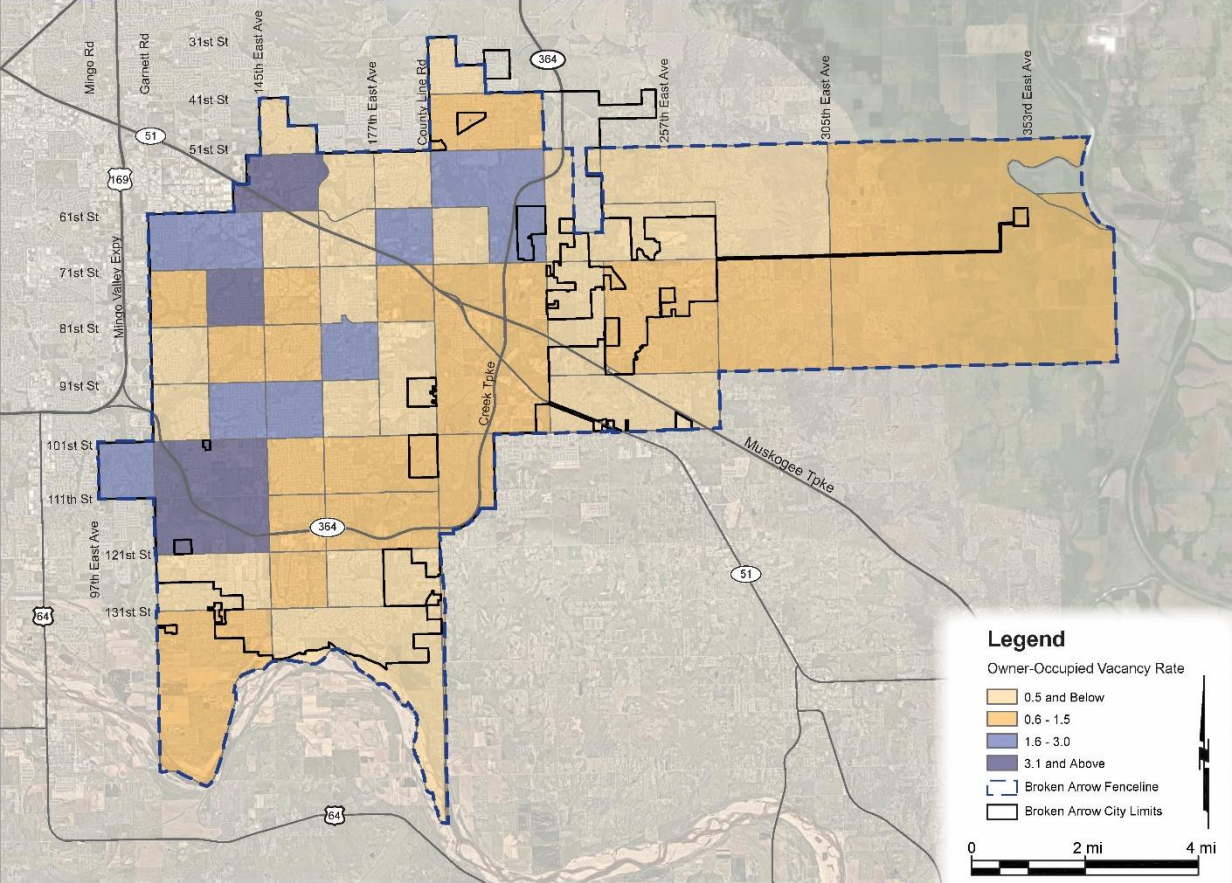 Mingo Rd
Garnett Rd
145th East Ave
177th East Ave
County Line Rd
257th East Ave
305th East Ave
353rd East Ave
31st St
41st St
51st St
61st St
71st St
81st St
91st St
101st St
111th St
121st St
131st St
364
51
169
Mingo Valley Expy
Creek Tpke
Muskogee Tpke
364
97th East Ave
51
64
64
Legend
Owner-Occupied Vacancy Rate
0.5 and Below
0.6 - 1.5
1.6 - 3.0
3.1 and Above
Broken Arrow Fenceline
Broken Arrow City Limits
0 2 mi 4 mi